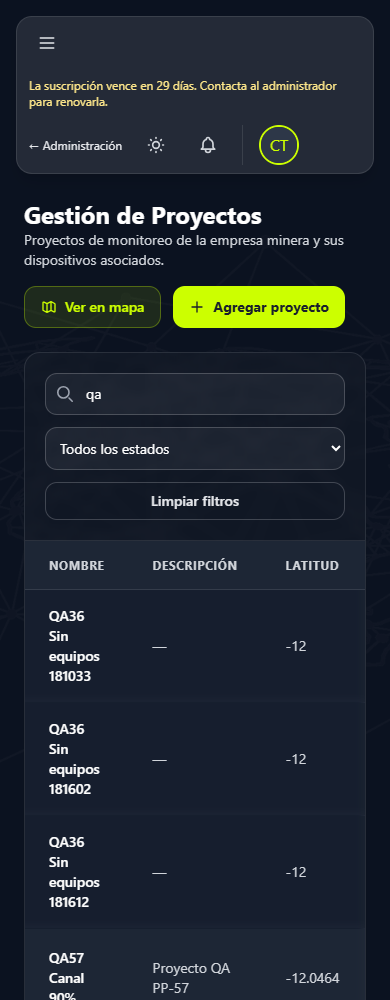 La suscripción vence en 29 días. Contacta al administrador
para renovarla.
← Administración
CT
Gestión de Proyectos
Proyectos de monitoreo de la empresa minera y sus
dispositivos asociados.
Ver en mapa
+ Agregar proyecto
qa
Todos los estados
Limpiar filtros
NOMBRE DESCRIPCIÓN LATITUD
QA36
Sin
equipos
181033
— -12
QA36
Sin
equipos
181602
— -12
QA36
Sin
equipos
181612
— -12
QA57
Canal
90%
Proyecto QA
PP-57
-12.0464